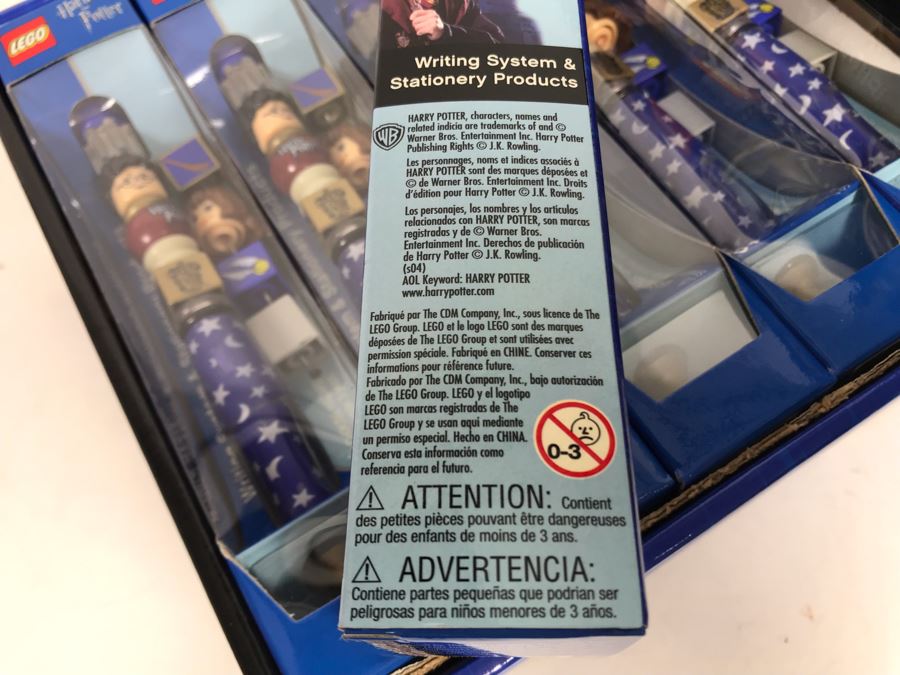 LEGO
Harry
Potter
Writing System &
Stationery Products
WB
HARRY POTTER, characters, names and
related indicia are trademarks of and ©
Warner Bros. Entertainment Inc. Harry Potter
Publishing Rights © J.K. Rowling.
Les personnages, noms et indices associés à
HARRY POTTER sont des marques déposées et
© de Warner Bros. Entertainment Inc. Droits
d'édition pour Harry Potter © J.K. Rowling.
Los personajes, los nombres y los artículos
relacionados con HARRY POTTER, son marcas
registradas y de © Warner Bros.
Entertainment Inc. Derechos de publicación
de Harry Potter © J.K. Rowling.
(s04)
AOL Keyword: HARRY POTTER
www.harrypotter.com
Fabriqué par The CDM Company, Inc., sous licence de The
LEGO Group. LEGO et le logo LEGO sont des marques
déposées de The LEGO Group et sont utilisées avec
permission spéciale. Fabriqué en CHINE. Conserver ces
informations pour référence future.
Fabricado por The CDM Company, Inc., bajo autorización
de The LEGO Group. LEGO y el logotipo
LEGO son marcas registradas de The
LEGO Group y se usan aquí mediante
un permiso especial. Hecho en CHINA.
Conserva esta información como
referencia para el futuro.
0-3
ATTENTION: Contient
des petites pièces pouvant être dangereuses
pour des enfants de moins de 3 ans.
ADVERTENCIA:
Contiene partes pequeñas que podrian ser
peligrosas para niños menores de 3 años.